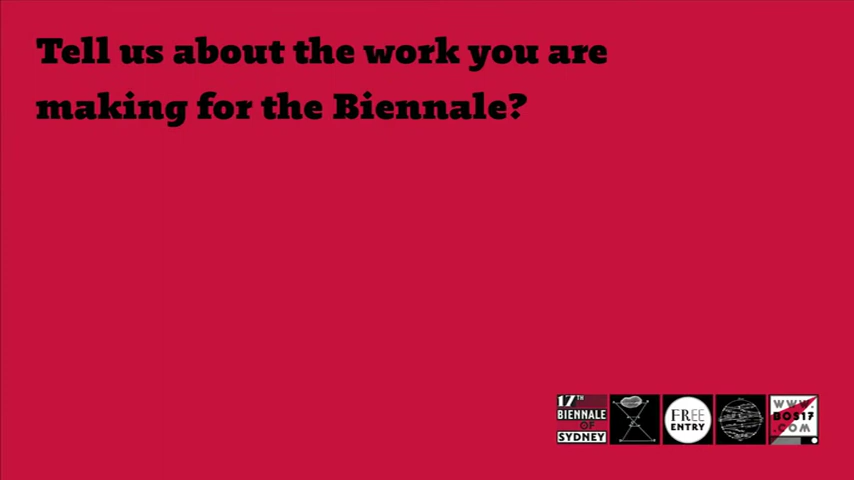 Tell us about the work you are
making for the Biennale?
17TH
BIENNALE
OF
SYDNEY
FREE
ENTRY
WWW.
BOS17
.COM